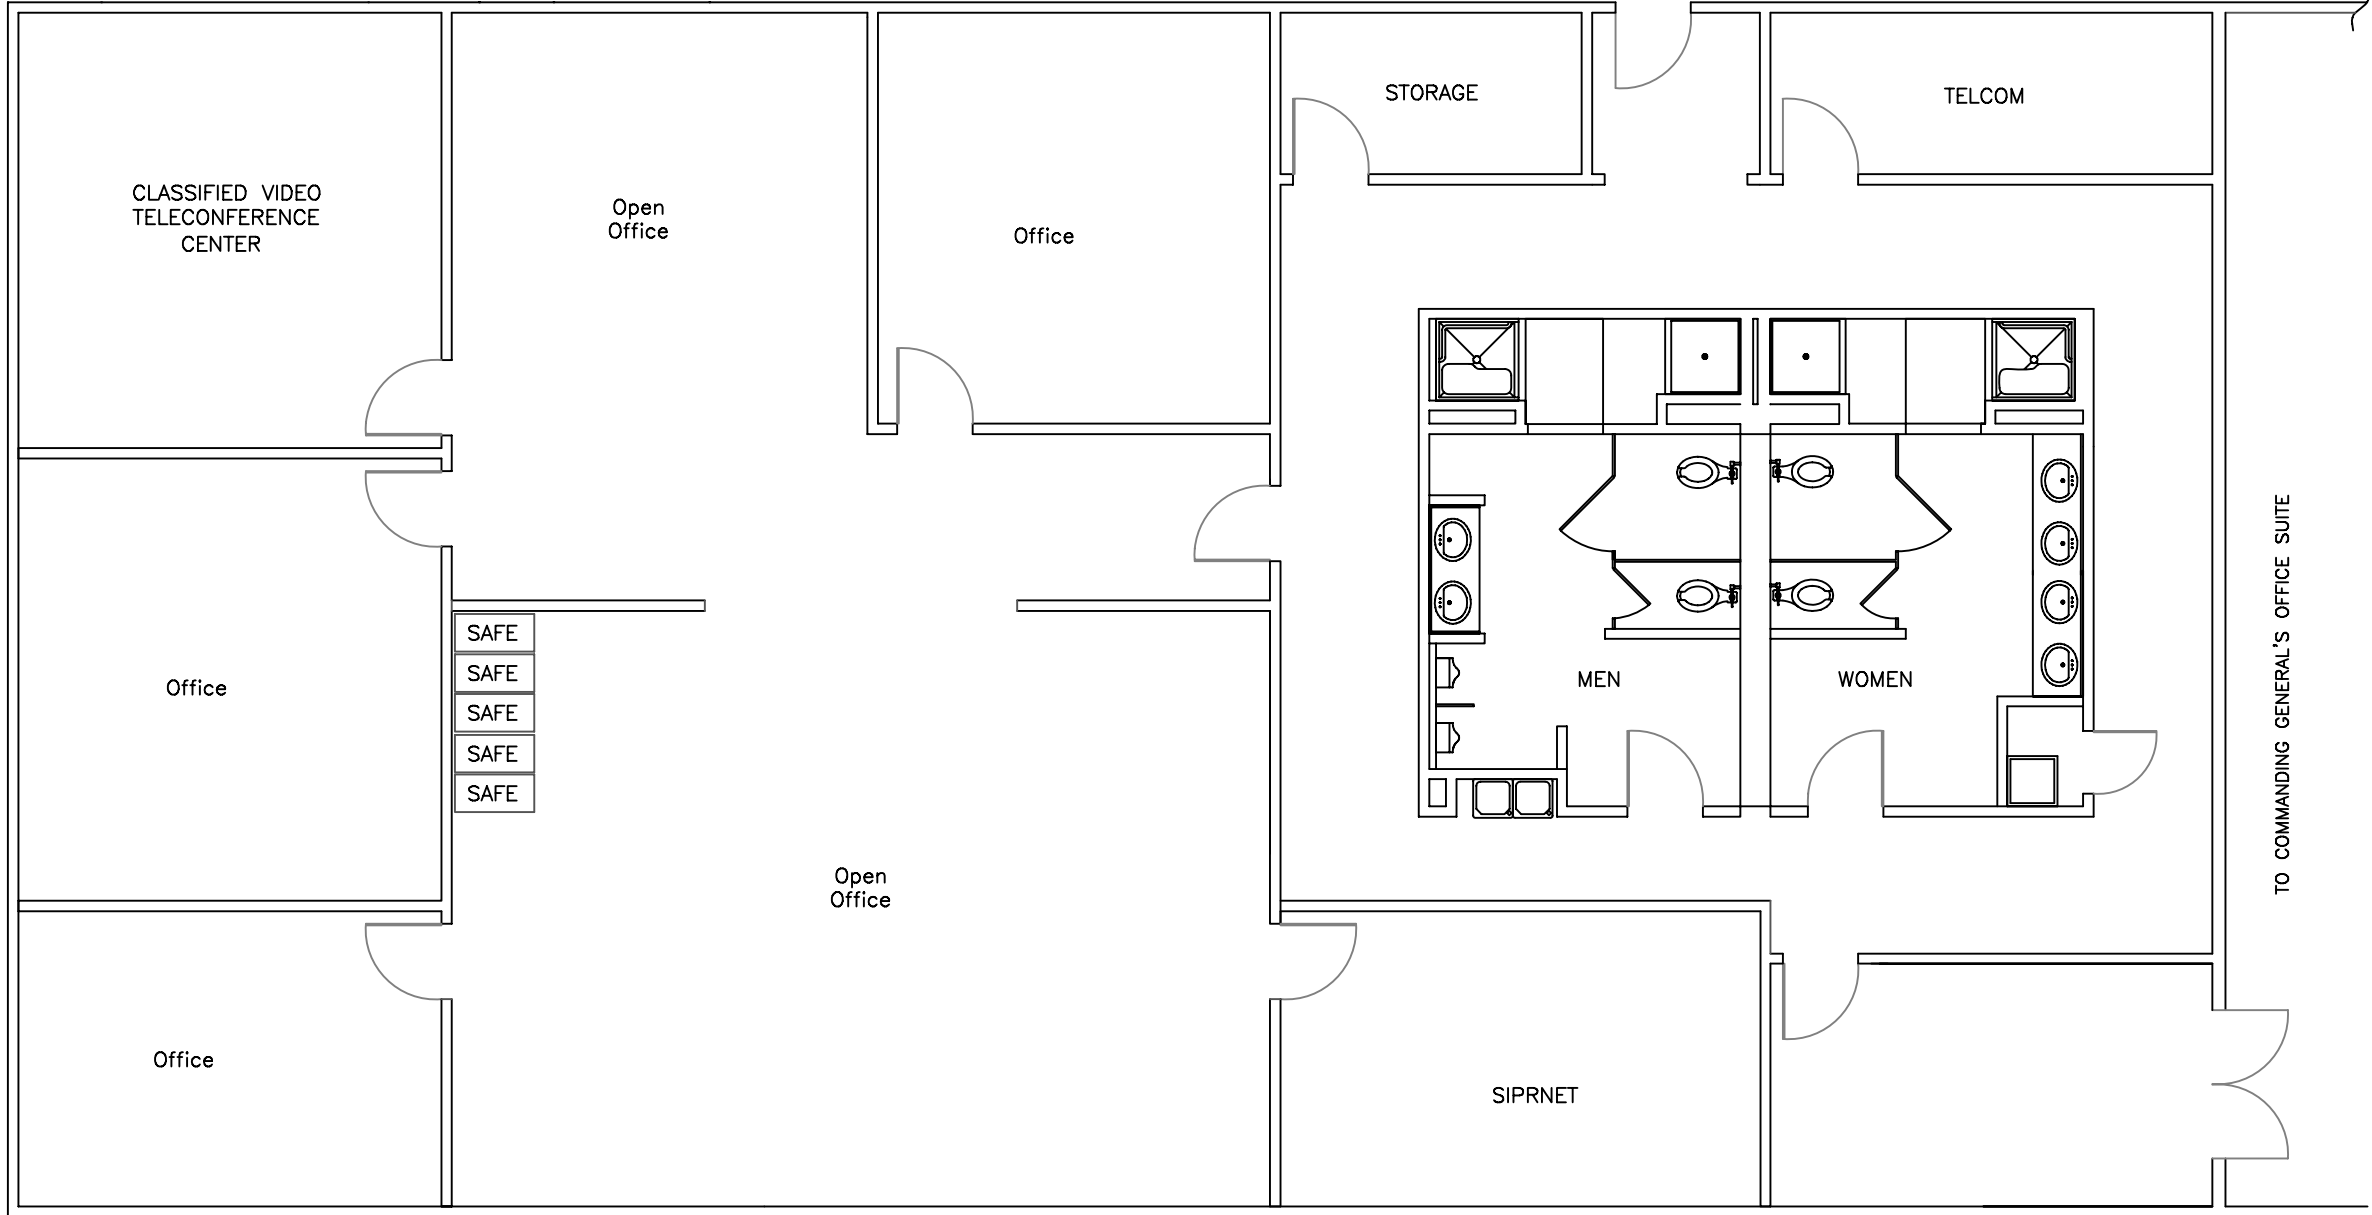 STORAGE
TELCOM
CLASSIFIED VIDEO
TELECONFERENCE
CENTER
Open
Office
Office
TO COMMANDING GENERAL'S OFFICE SUITE
SAFE
SAFE
SAFE
SAFE
SAFE
Office
MEN
WOMEN
Open
Office
Office
SIPRNET